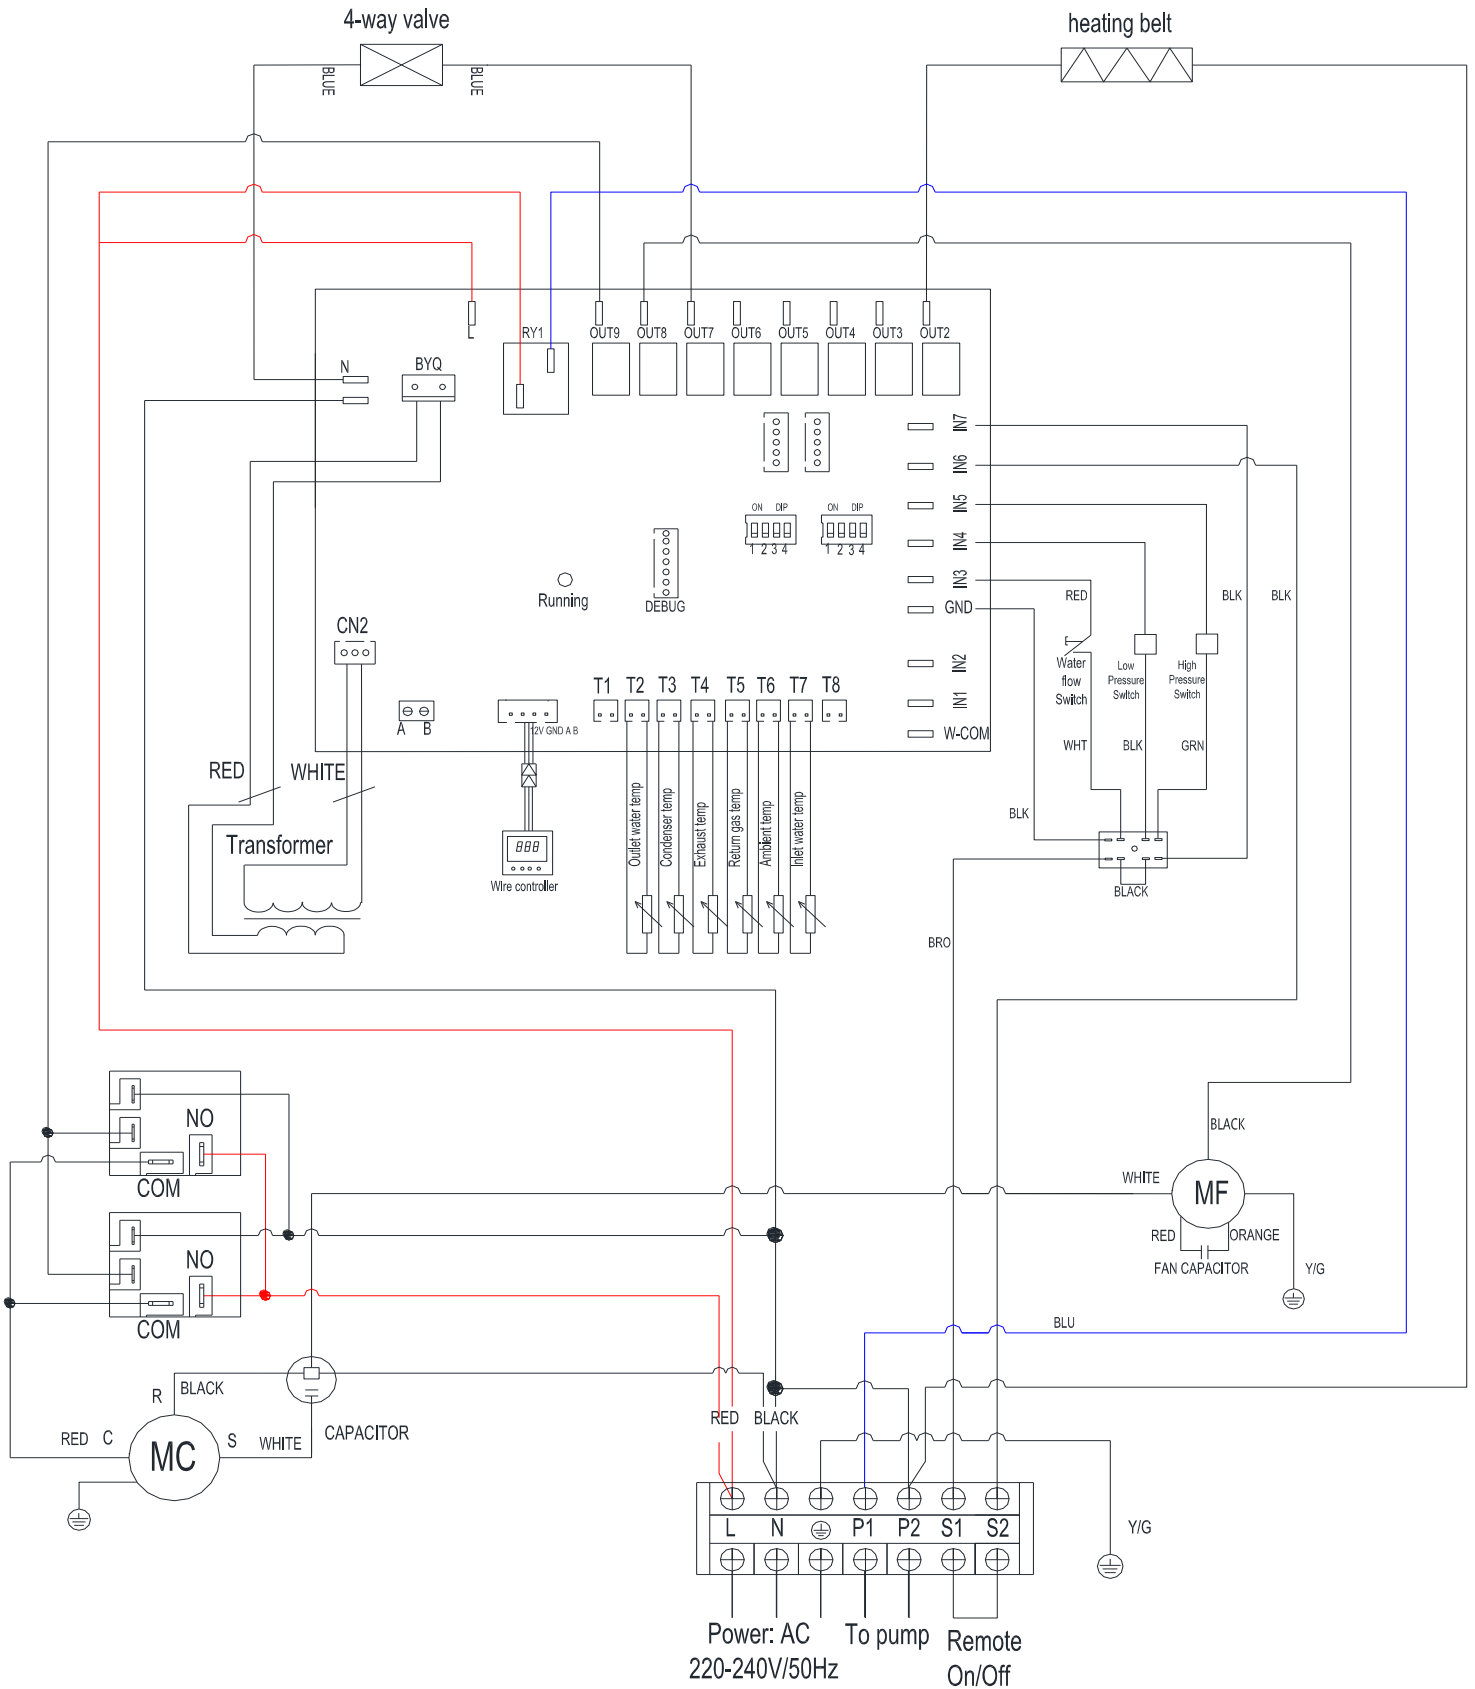 4-way valve
heating belt
BLUE
BLUE
L
RY1
OUT9
OUT8
OUT7
OUT6
OUT5
OUT4
OUT3
OUT2
N
BYQ
IN7
IN6
IN5
IN4
IN3
GND
IN2
IN1
W-COM
ON DIP
1 2 3 4
ON DIP
1 2 3 4
Running
DEBUG
CN2
A B
12V GND A B
T1
T2
T3
T4
T5
T6
T7
T8
RED
BLK
BLK
Water
flow
Switch
Low
Pressure
Switch
High
Pressure
Switch
WHT
BLK
GRN
BLK
BLACK
BRO
RED
WHITE
Transformer
888
Wire controller
Outlet water temp
Condenser temp
Exhaust temp
Return gas temp
Ambient temp
Inlet water temp
NO
COM
NO
COM
BLACK
WHITE
MF
RED
ORANGE
FAN CAPACITOR
Y/G
BLU
R
BLACK
RED
C
MC
S
WHITE
CAPACITOR
RED
BLACK
L
N
P1
P2
S1
S2
Y/G
Power: AC
220-240V/50Hz
To pump
Remote
On/Off